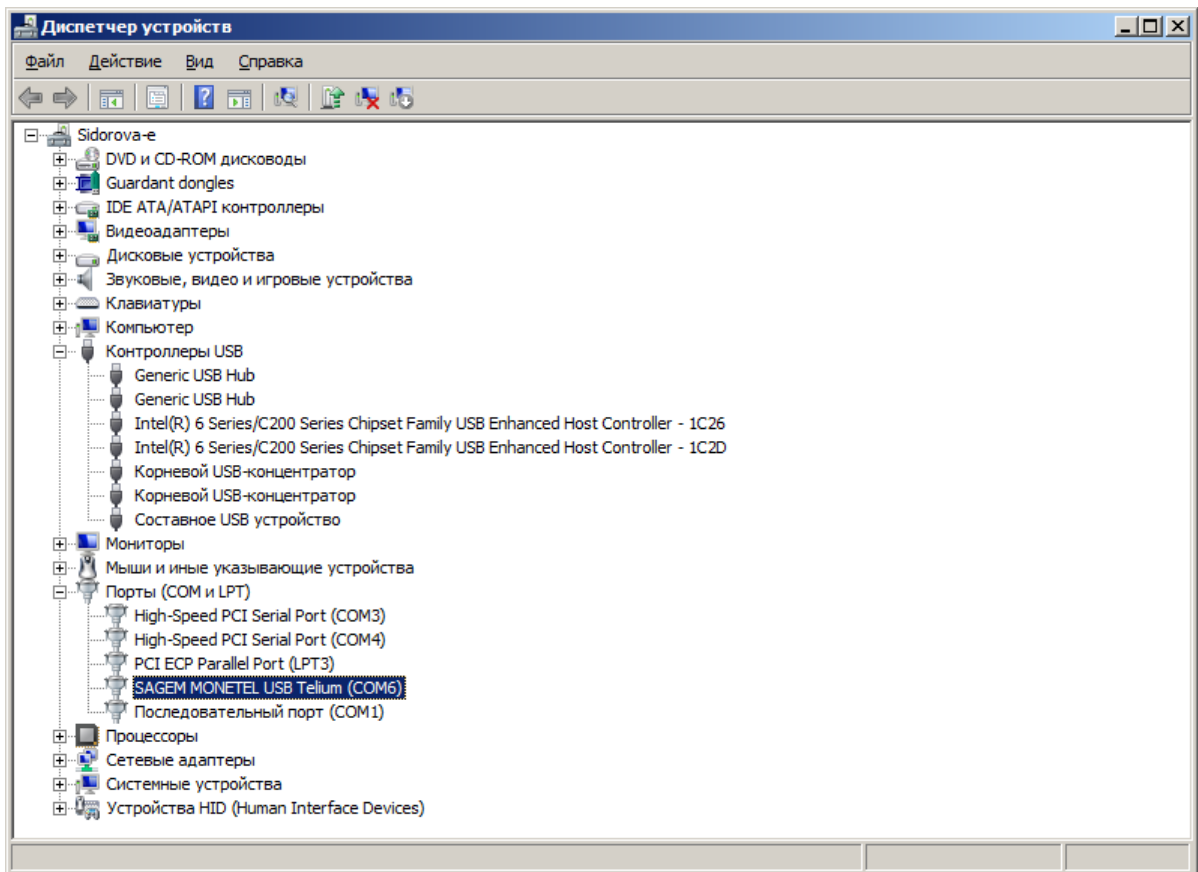 Диспетчер устройств
Файл Действие Вид Справка
Sidorova-e
DVD и CD-ROM дисководы
Guardant dongles
IDE ATA/ATAPI контроллеры
Видеоадаптеры
Дисковые устройства
Звуковые, видео и игровые устройства
Клавиатуры
Компьютер
Контроллеры USB
Generic USB Hub
Generic USB Hub
Intel(R) 6 Series/C200 Series Chipset Family USB Enhanced Host Controller - 1C26
Intel(R) 6 Series/C200 Series Chipset Family USB Enhanced Host Controller - 1C2D
Корневой USB-концентратор
Корневой USB-концентратор
Составное USB устройство
Мониторы
Мыши и иные указывающие устройства
Порты (COM и LPT)
High-Speed PCI Serial Port (COM3)
High-Speed PCI Serial Port (COM4)
PCI ECP Parallel Port (LPT3)
SAGEM MONETEL USB Telium (COM6)
Последовательный порт (COM1)
Процессоры
Сетевые адаптеры
Системные устройства
Устройства HID (Human Interface Devices)